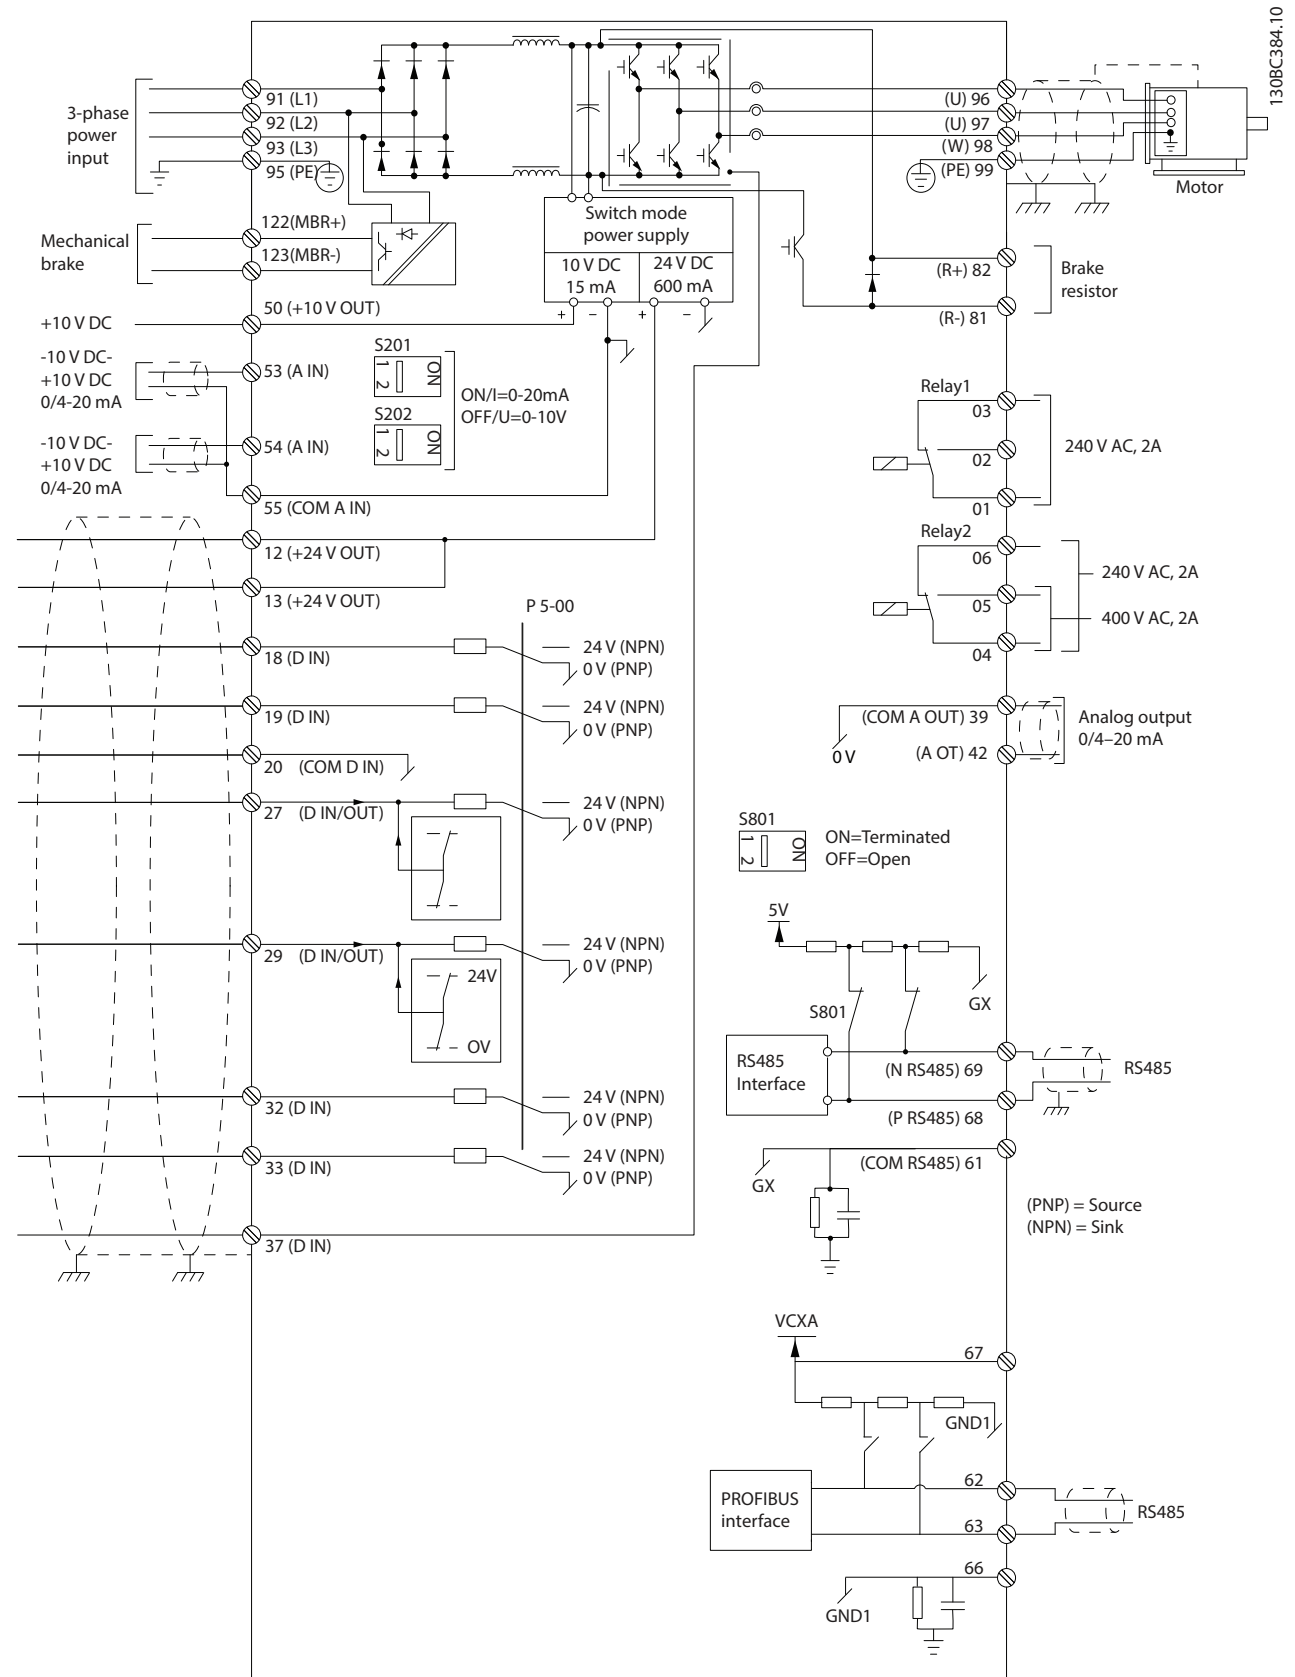 130BC384.10
3-phase
power
input
91 (L1)
92 (L2)
93 (L3)
95 (PE)
(U) 96
(U) 97
(W) 98
(PE) 99
Motor
Switch mode
power supply
10 V DC
15 mA
24 V DC
600 mA
+
-
+
-
Mechanical
brake
122(MBR+)
123(MBR-)
(R+) 82
(R-) 81
Brake
resistor
+10 V DC
50 (+10 V OUT)
-10 V DC-
+10 V DC
0/4-20 mA
53 (A IN)
-10 V DC-
+10 V DC
0/4-20 mA
54 (A IN)
55 (COM A IN)
S201
1
2
ON
S202
1
2
ON
ON/I=0-20mA
OFF/U=0-10V
Relay1
03
02
01
240 V AC, 2A
Relay2
06
05
04
240 V AC, 2A
400 V AC, 2A
12 (+24 V OUT)
13 (+24 V OUT)
P 5-00
18 (D IN)
24 V (NPN)
0 V (PNP)
19 (D IN)
24 V (NPN)
0 V (PNP)
20 (COM D IN)
27 (D IN/OUT)
24 V (NPN)
0 V (PNP)
29 (D IN/OUT)
24 V (NPN)
0 V (PNP)
24V
OV
32 (D IN)
24 V (NPN)
0 V (PNP)
33 (D IN)
24 V (NPN)
0 V (PNP)
37 (D IN)
(COM A OUT) 39
0 V
(A OT) 42
Analog output
0/4–20 mA
S801
1
2
ON
ON=Terminated
OFF=Open
5V
S801
GX
RS485
Interface
(N RS485) 69
(P RS485) 68
RS485
(COM RS485) 61
GX
(PNP) = Source
(NPN) = Sink
VCXA
67
GND1
PROFIBUS
interface
62
63
RS485
66
GND1